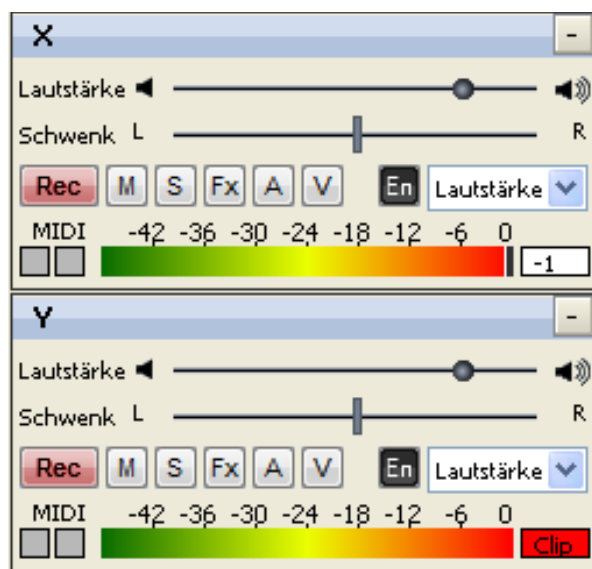 X -
Lautstärke
Schwenk L R
Rec M S Fx A V En Lautstärke
MIDI -42 -36 -30 -24 -18 -12 -6 0
-1
Y -
Lautstärke
Schwenk L R
Rec M S Fx A V En Lautstärke
MIDI -42 -36 -30 -24 -18 -12 -6 0
Clip